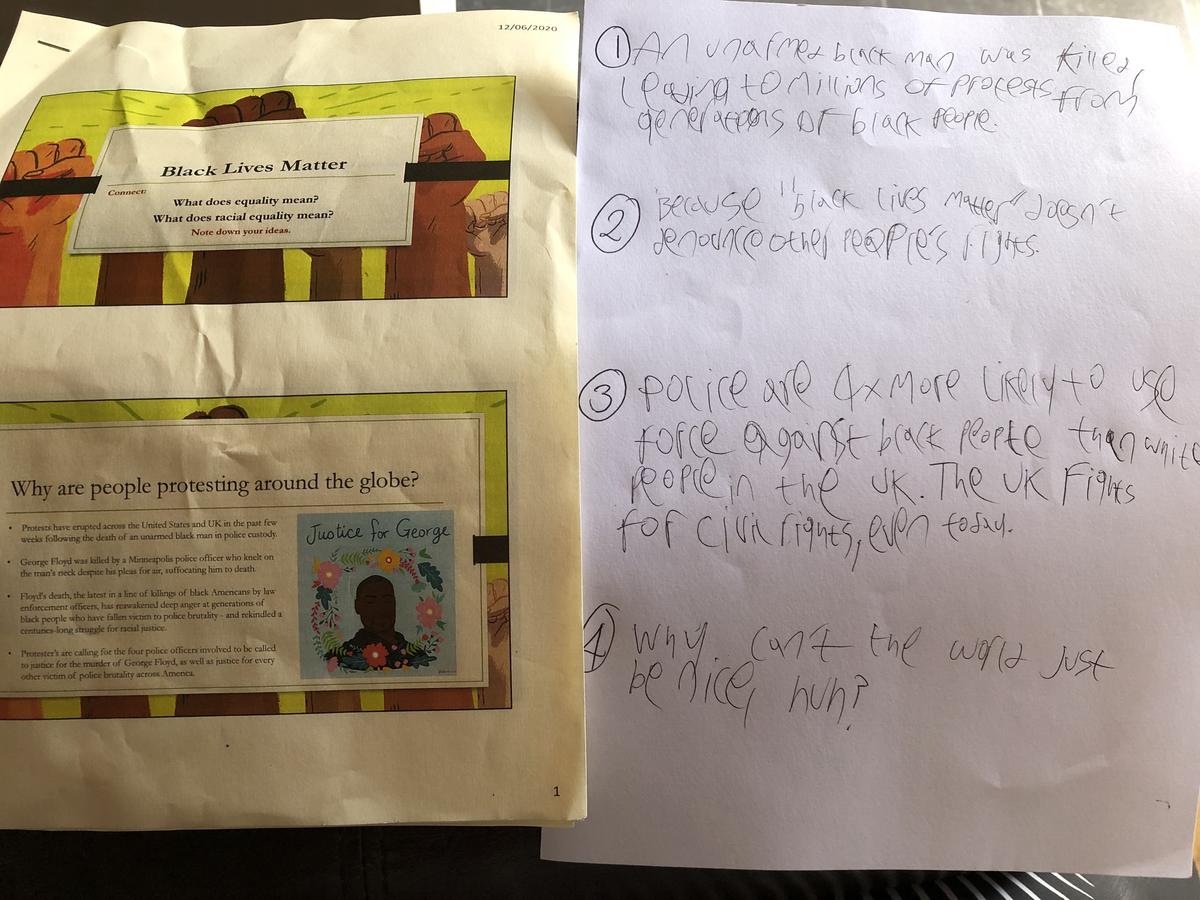 12/06/2020
Black Lives Matter
Connect:
What does equality mean?
What does racial equality mean?
Note down your ideas.
Why are people protesting around the globe?
• Protests have erupted across the United States and UK in the past few
weeks following the death of an unarmed black man in police custody.
• George Floyd was killed by a Minneapolis police officer who knelt on
the man's neck despite his pleas for air, suffocating him to death.
• Floyd's death, the latest in a line of killings of black Americans by law
enforcement officers, has reawakened deep anger at generations of
black people who have fallen victim to police brutality - and rekindled a
centuries-long struggle for racial justice.
• Protester's are calling for the four police officers involved to be called
to justice for the murder of George Floyd, as well as justice for every
other victim of police brutality across America.
Justice for George
1
① An unarmed black man was killed,
leading to millions of protests from
generations of black people.
② Because "black lives matter" doesn't
denounce other people's rights.
③ police are 4x more likely to use
force against black people than white
people in the UK. The UK Fights
for civil rights, even today.
④ Why can't the world just
be nice, huh?